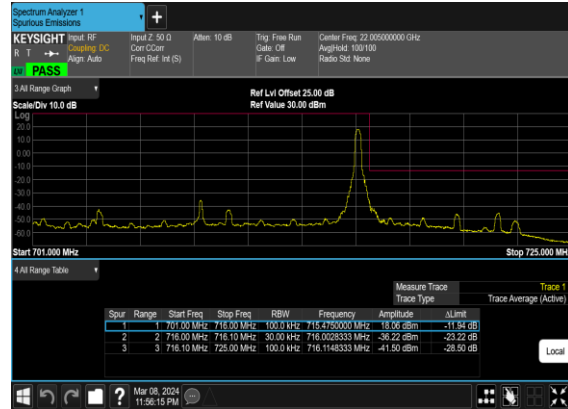 Spectrum Analyzer 1
Spurious Emissions
KEYSIGHT Input: RF Input Z: 50 Ω Atten: 10 dB Trig: Free Run Center Freq: 22.005000000 GHz
R T Coupling: DC Corr CCorr Gate: Off Avg|Hold: 100/100
Align: Auto Freq Ref: Int (S) IF Gain: Low Radio Std: None
PASS
3 All Range Graph
Ref Lvl Offset 25.00 dB
Scale/Div 10.0 dB Ref Value 30.00 dBm
Log
20.0
10.0
0.00
-10.0
-20.0
-30.0
-40.0
-50.0
-60.0
Start 701.000 MHz Stop 725.000 MH
4 All Range Table
Measure Trace Trace 1
Trace Type Trace Average (Active)
Spur Range Start Freq Stop Freq RBW Frequency Amplitude ΔLimit
1 1 701.00 MHz 716.00 MHz 100.0 kHz 715.4750000 MHz 18.06 dBm -11.94 dB
2 2 716.00 MHz 716.10 MHz 30.00 kHz 716.0028333 MHz -36.22 dBm -23.22 dB
3 3 716.10 MHz 725.00 MHz 100.0 kHz 716.1148333 MHz -41.50 dBm -28.50 dB
Local
? Mar 08, 2024
11:56:15 PM